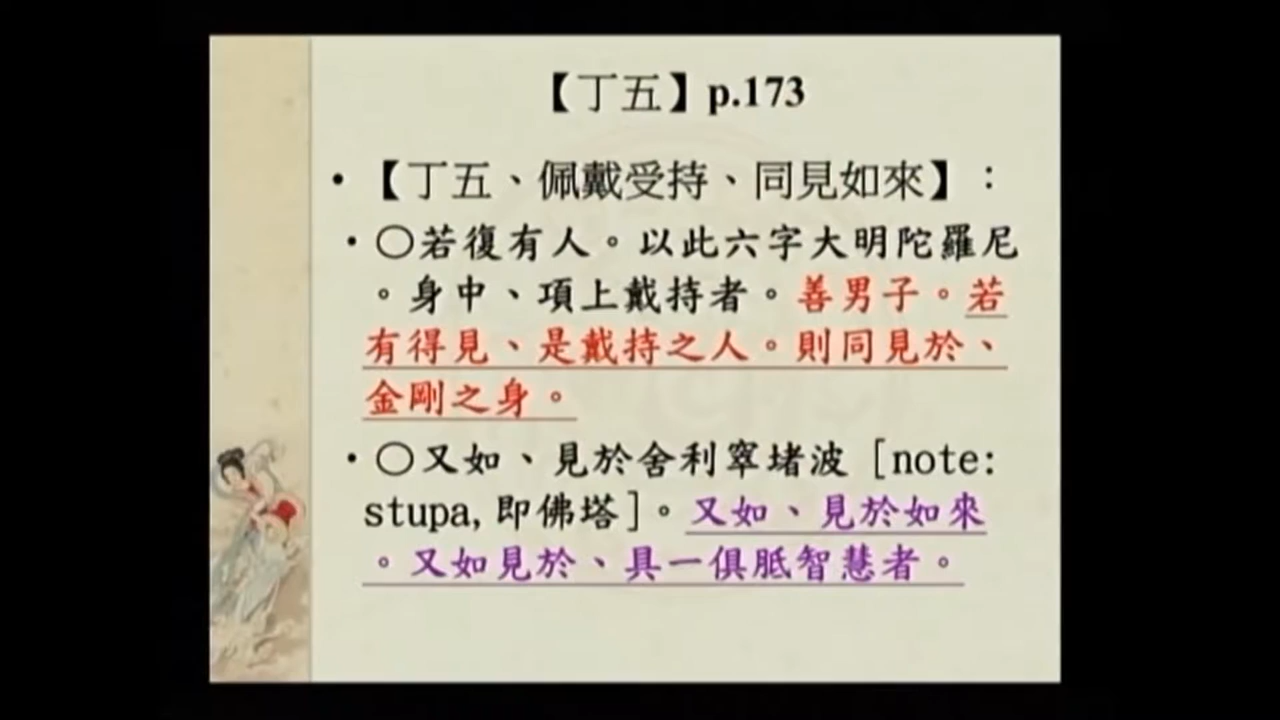 【丁五】p.173
•【丁五、佩戴受持、同見如來】：
•〇若復有人。以此六字大明陀羅尼
。身中、項上戴持者。善男子。若
有得見、是戴持之人。則同見於、
金剛之身。
•〇又如、見於舍利窣堵波［note:
stupa,即佛塔］。又如、見於如來
。又如見於、具一俱胝智慧者。